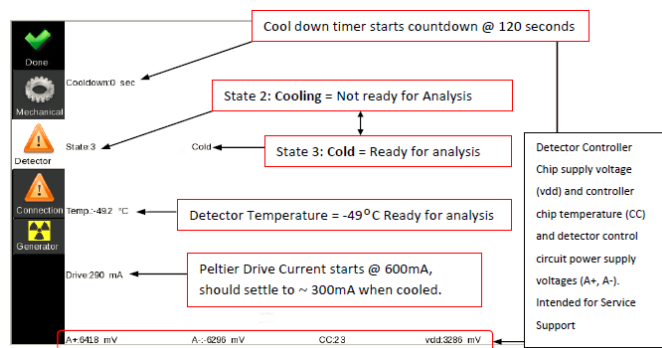 Cool down timer starts countdown @ 120 seconds
Done
Cooldown:0 sec
Mechanical
State 2: Cooling = Not ready for Analysis
State:3
Cold
State 3: Cold = Ready for analysis
Detector
Connection
Temp.:-49.2 °C
Detector Temperature = -49°C Ready for analysis
Generator
Drive:290 mA
Peltier Drive Current starts @ 600mA,
should settle to ~ 300mA when cooled.
Detector Controller
Chip supply voltage
(vdd) and controller
chip temperature (CC)
and detector control
circuit power supply
voltages (A+, A-).
Intended for Service
Support
A+:6418 mV
A-:-6296 mV
CC:23
vdd:3286 mV